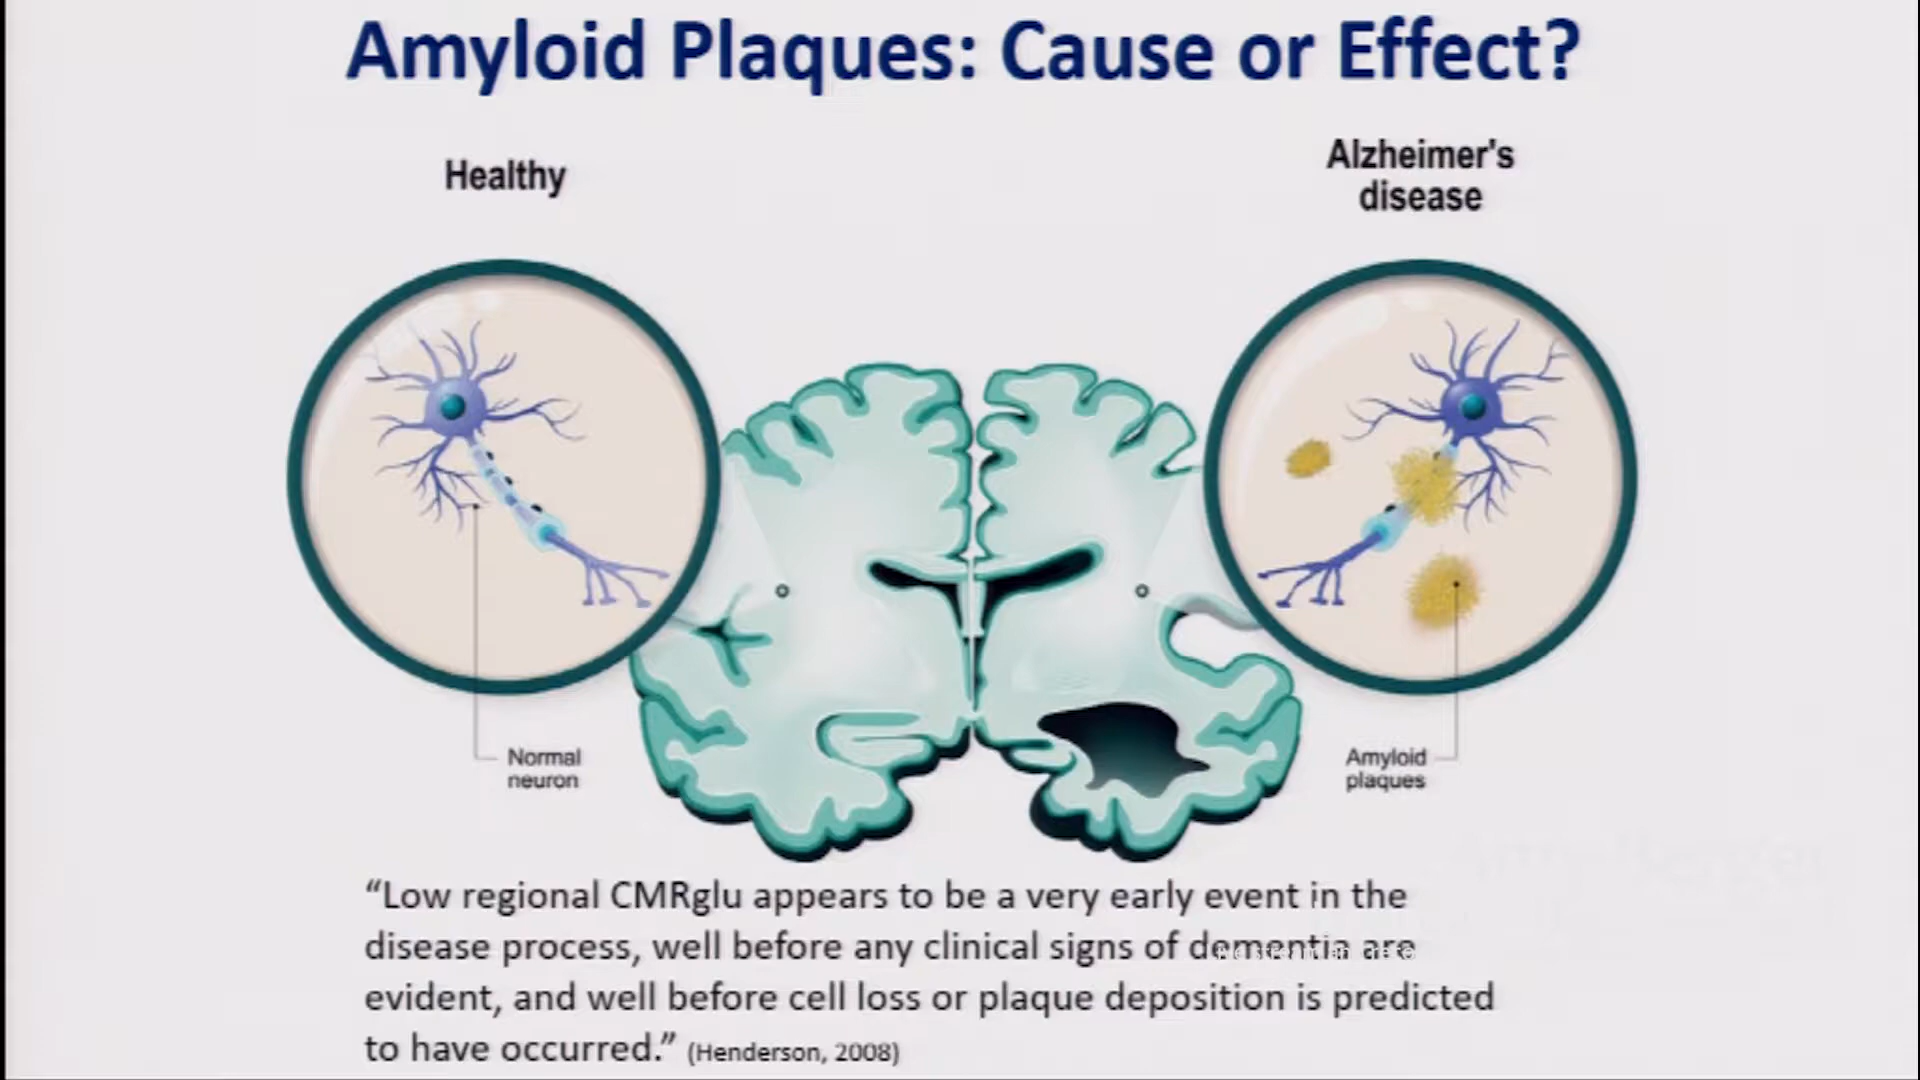 Amyloid Plaques: Cause or Effect?
Healthy
Alzheimer's
disease
Normal
neuron
Amyloid
plaques
“Low regional CMRglu appears to be a very early event in the
disease process, well before any clinical signs of dementia are
evident, and well before cell loss or plaque deposition is predicted
to have occurred.” (Henderson, 2008)